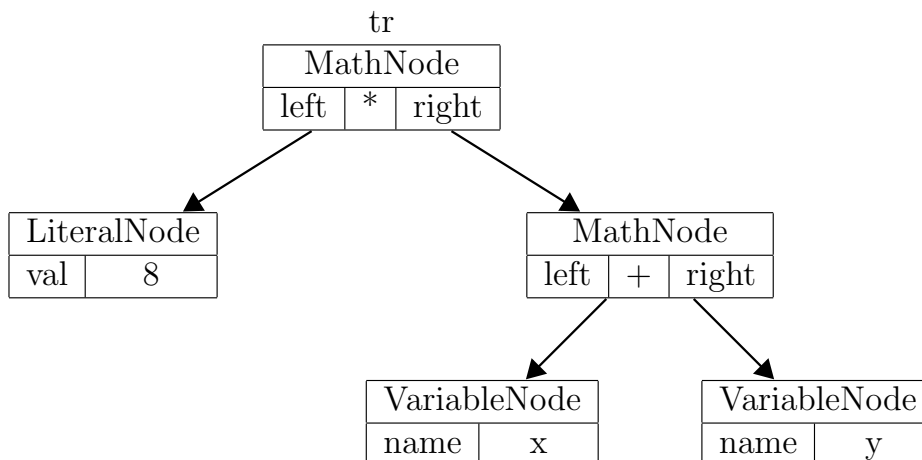 tr
MathNode
left * right
LiteralNode
val 8
MathNode
left + right
VariableNode
name x
VariableNode
name y